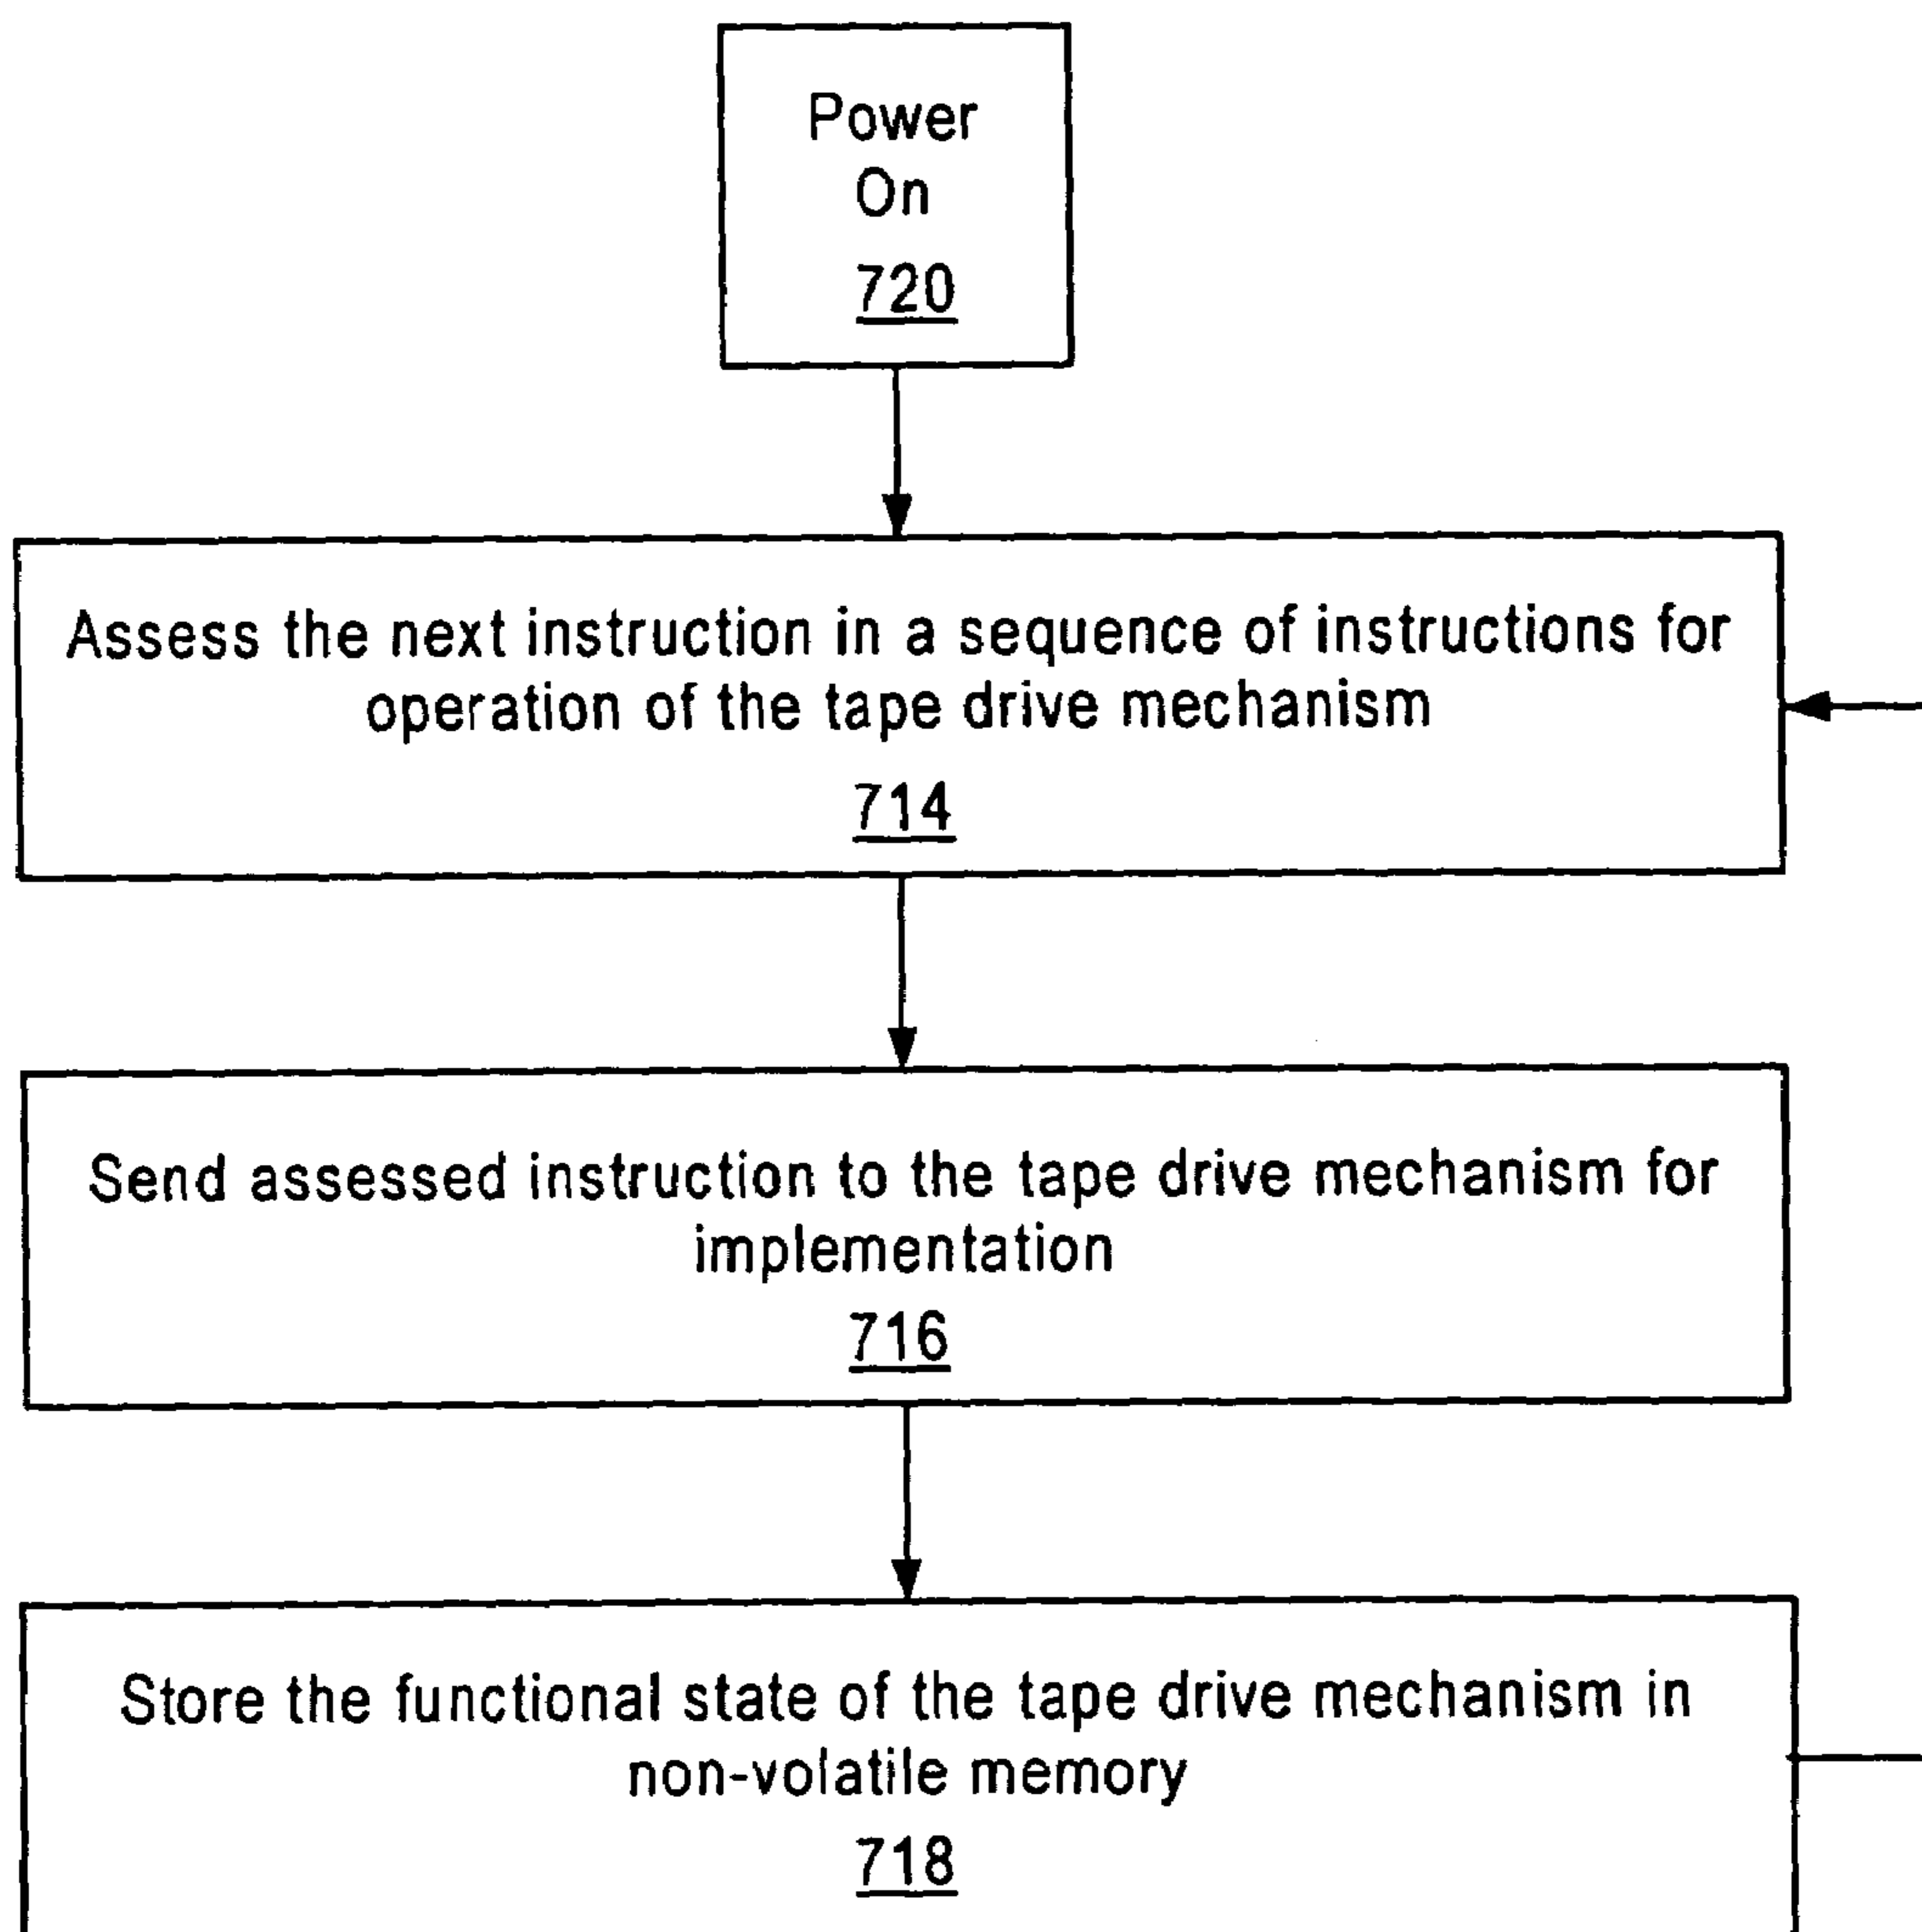 Power
On
720
Assess the next instruction in a sequence of instructions for
operation of the tape drive mechanism
714
Send assessed instruction to the tape drive mechanism for
implementation
716
Store the functional state of the tape drive mechanism in
non-volatile memory
718